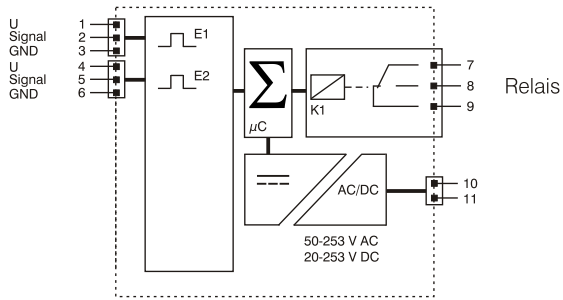 U 1
Signal 2
GND 3
U 4
Signal 5
GND 6
E1
E2
Σ
µC
K1
7
8
9
Relais
AC/DC
10
11
50-253 V AC
20-253 V DC